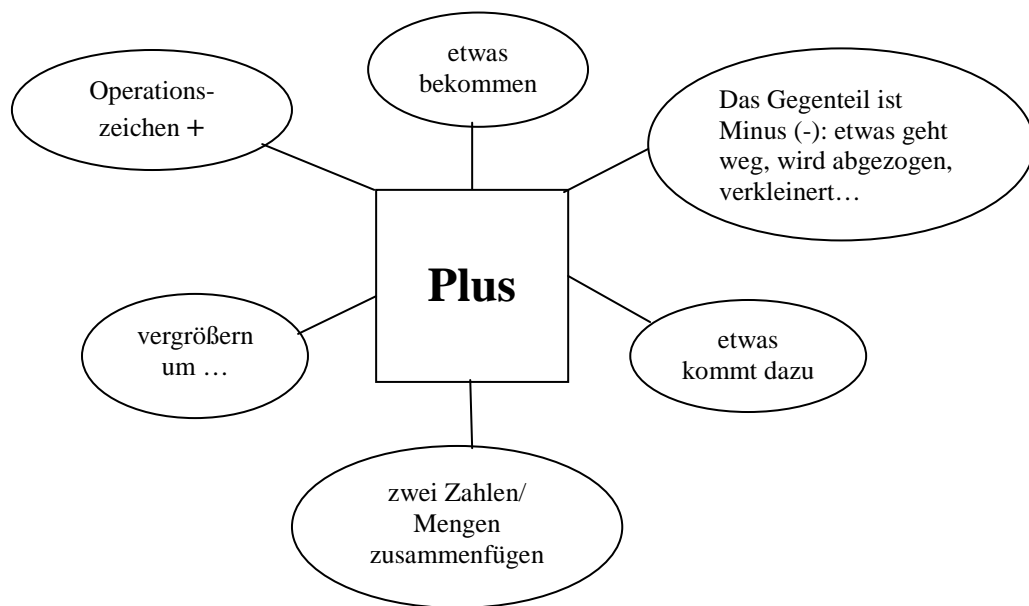 Operations-
zeichen +
etwas
bekommen
Das Gegenteil ist
Minus (-): etwas geht
weg, wird abgezogen,
verkleinert…
Plus
vergrößern
um …
etwas
kommt dazu
zwei Zahlen/
Mengen
zusammenfügen